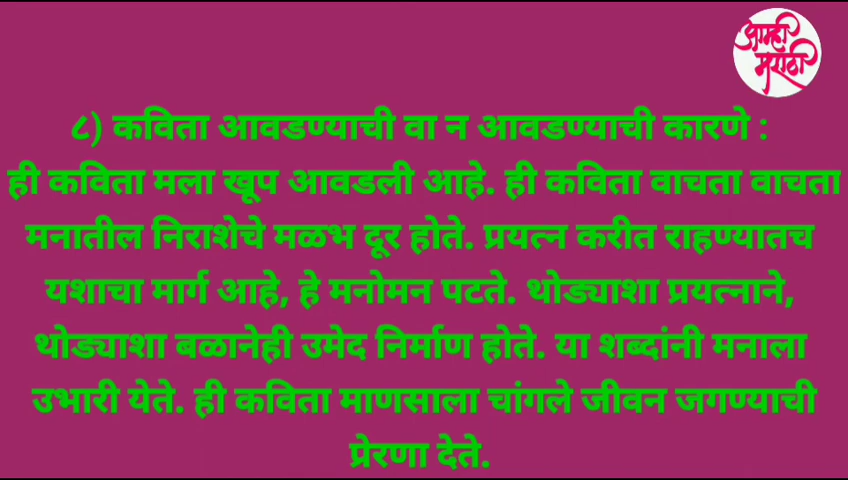 आम्ही
मराठी
८) कविता आवडण्याची वा न आवडण्याची कारणे :
ही कविता मला खूप आवडली आहे. ही कविता वाचता वाचता
मनातील निराशेचे मळभ दूर होते. प्रयत्न करीत राहण्यातच
यशाचा मार्ग आहे, हे मनोमन पटते. थोड्याशा प्रयत्नाने,
थोड्याशा बळानेही उमेद निर्माण होते. या शब्दांनी मनाला
उभारी येते. ही कविता माणसाला चांगले जीवन जगण्याची
प्रेरणा देते.